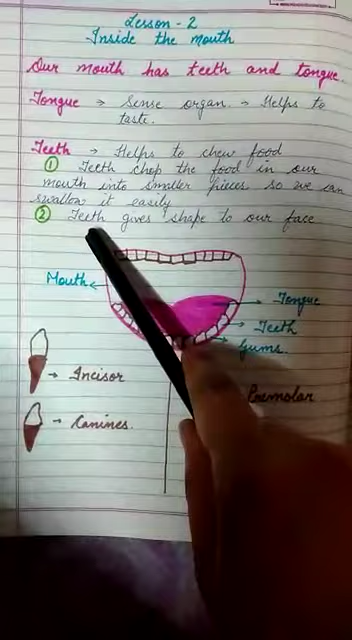 Lesson - 2
Inside the Mouth
Our mouth has teeth and tongue.
Tongue → Sense organ. → Helps to
taste.
Teeth → Helps to chew food
① Teeth chop the food in our
mouth into smaller pieces so we can
swallow it easily
② Teeth gives shape to our face
Mouth
Tongue
Teeth
Gums.
→ Incisor
Premolar
→ Canines.